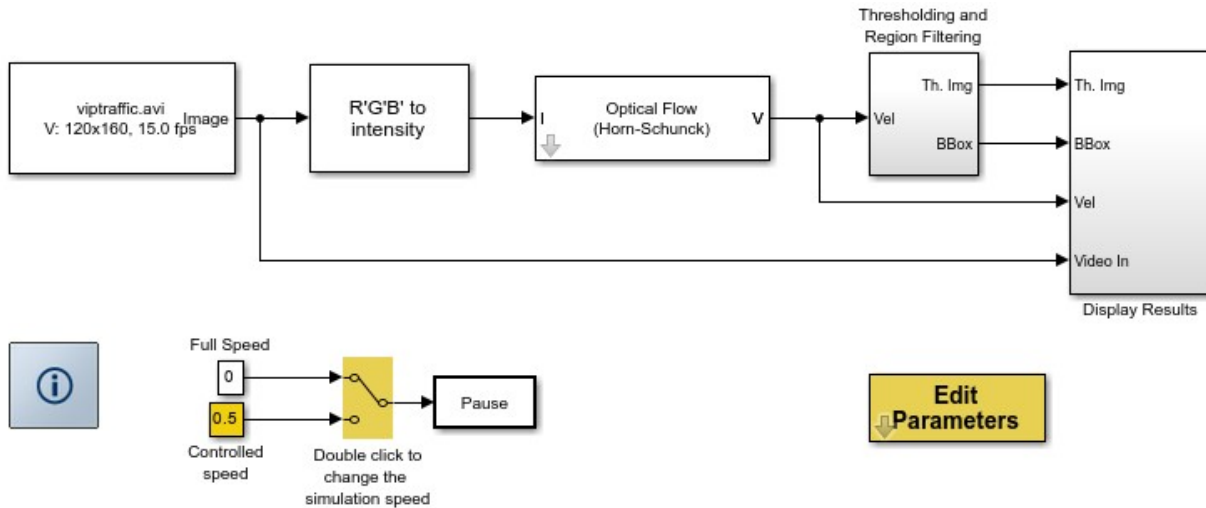 Thresholding and
Region Filtering
viptraffic.avi
V: 120x160, 15.0 fps
Image
R'G'B' to
intensity
I
Optical Flow
(Horn-Schunck)
V
Vel
Th. Img
BBox
Th. Img
BBox
Vel
Video In
Display Results
i
Full Speed
0
0.5
Controlled
speed
Double click to
change the
simulation speed
Pause
Edit
Parameters